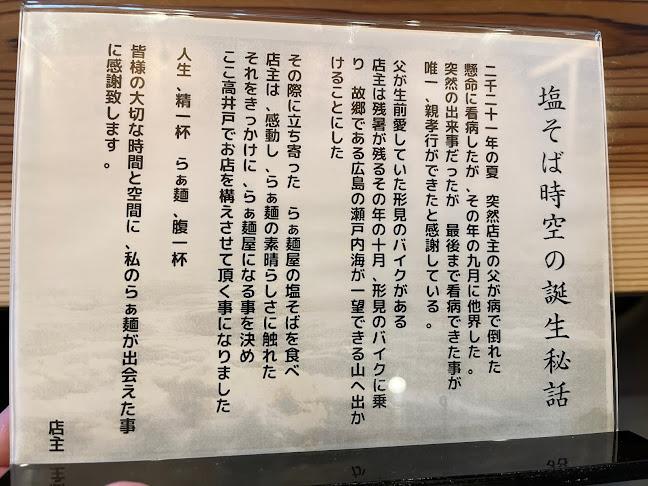 塩そば時空の誕生秘話
二千二十一年の夏　突然店主の父が病で倒れた
懸命に看病したが、その年の九月に他界した。
突然の出来事だったが　最後まで看病できた事が
唯一、親孝行ができたと感謝している。
父が生前愛していた形見のバイクがある
店主は残暑が残るその年の十月、形見のバイクに乗
り　故郷である広島の瀬戸内海が一望できる山へ出か
けることにした
その際に立ち寄った　らぁ麺屋の塩そばを食べ
店主は、感動し、らぁ麺の素晴らしさに触れた
それをきっかけに、らぁ麺屋になる事を決め
ここ高井戸でお店を構えさせて頂く事になりました
人生、精一杯　らぁ麺、腹一杯
皆様の大切な時間と空間に、私のらぁ麺が出会えた事
に感謝致します。
店主